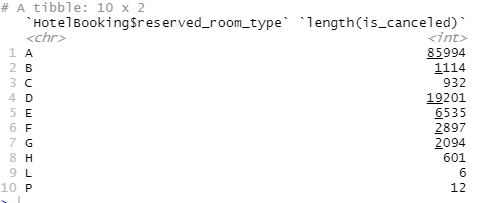 # A tibble: 10 x 2
`HotelBooking$reserved_room_type` `length(is_canceled)`
<chr> <int>
1 A 85994
2 B 1114
3 C 932
4 D 19201
5 E 6535
6 F 2897
7 G 2094
8 H 601
9 L 6
10 P 12
>